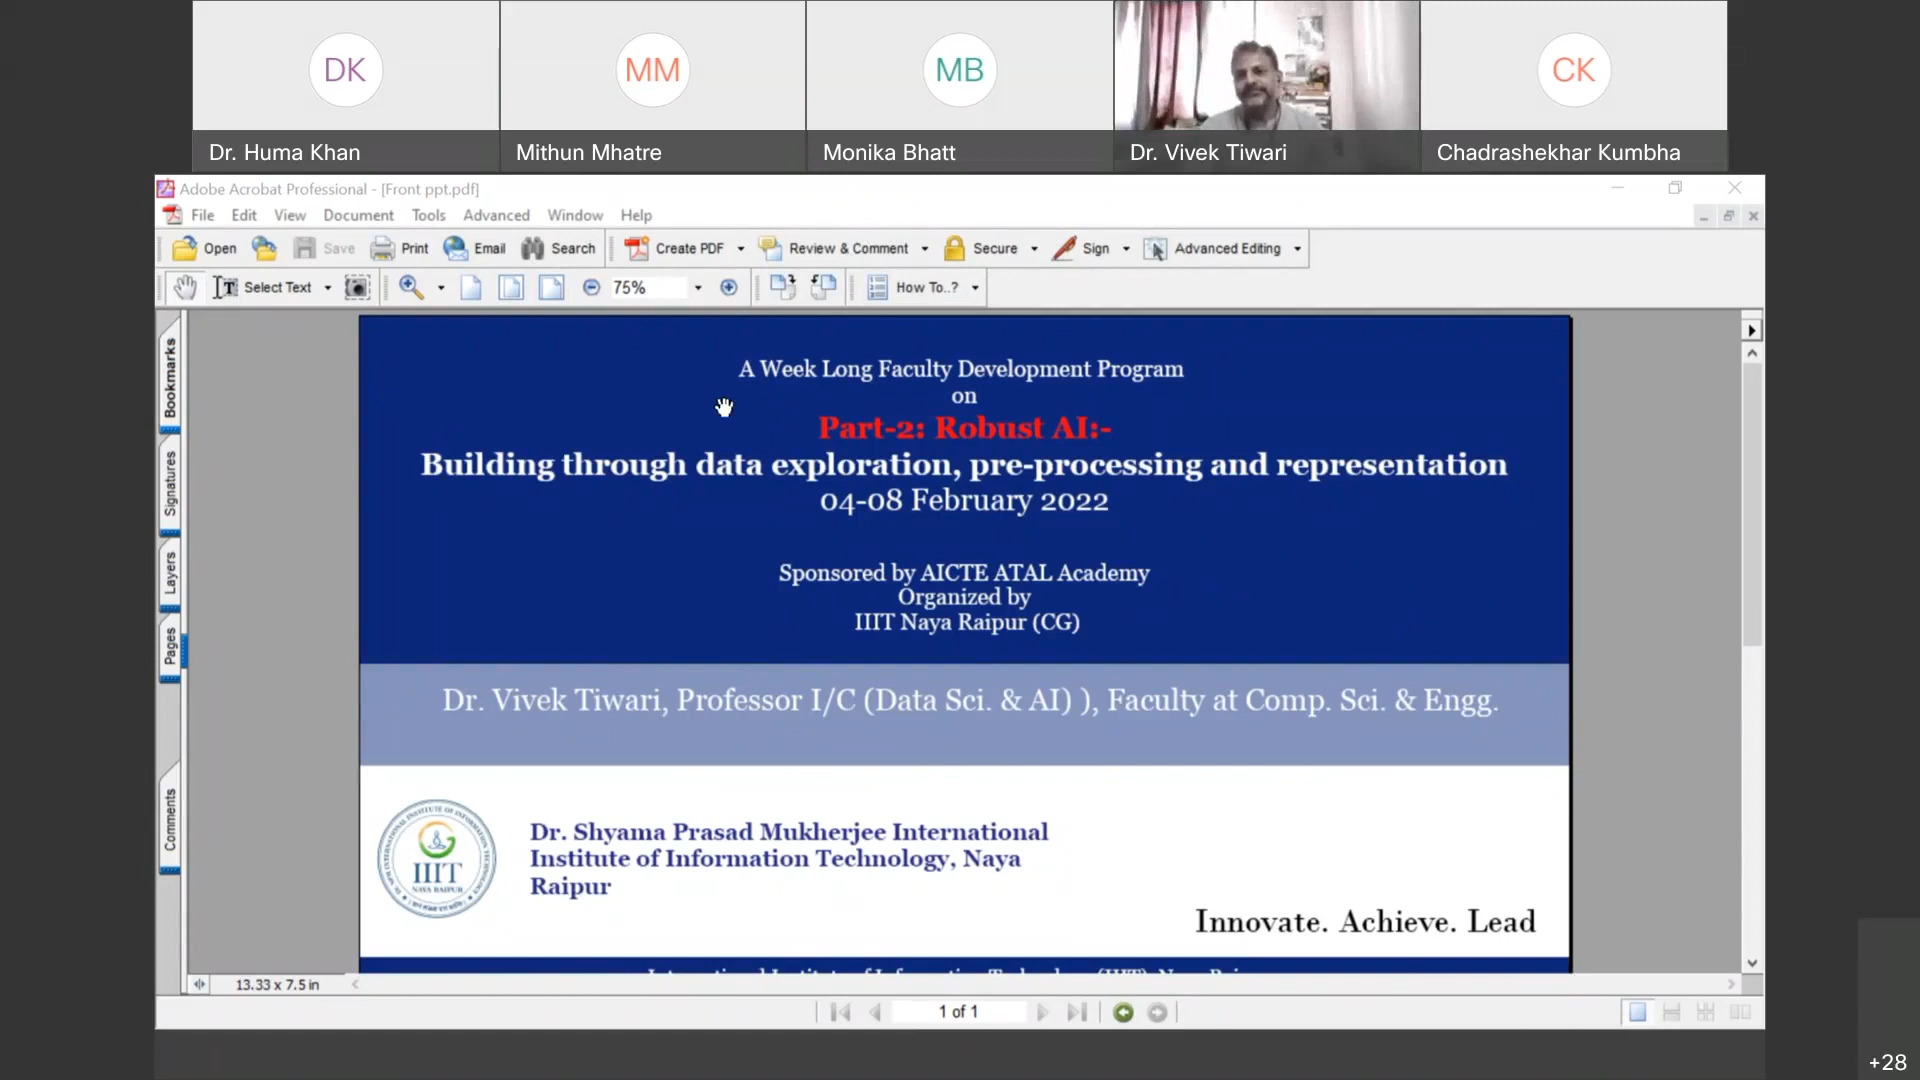 DK
MM
MB
CK
Dr. Huma Khan
Mithun Mhatre
Monika Bhatt
Dr. Vivek Tiwari
Chadrashekhar Kumbha
Adobe Acrobat Professional - [Front ppt.pdf]
File Edit View Document Tools Advanced Window Help
Open Save Print Email Search Create PDF Review & Comment Secure Sign Advanced Editing
Select Text 75% How To..?
Bookmarks
Signatures
Layers
Pages
Comments
A Week Long Faculty Development Program
on
Part-2: Robust AI:-
Building through data exploration, pre-processing and representation
04-08 February 2022
Sponsored by AICTE ATAL Academy
Organized by
IIIT Naya Raipur (CG)
Dr. Vivek Tiwari, Professor I/C (Data Sci. & AI) ), Faculty at Comp. Sci. & Engg.
IIIT
NAYA RAIPUR
Dr. Shyama Prasad Mukherjee International
Institute of Information Technology, Naya
Raipur
Innovate. Achieve. Lead
13.33 x 7.5 in
1 of 1
+28